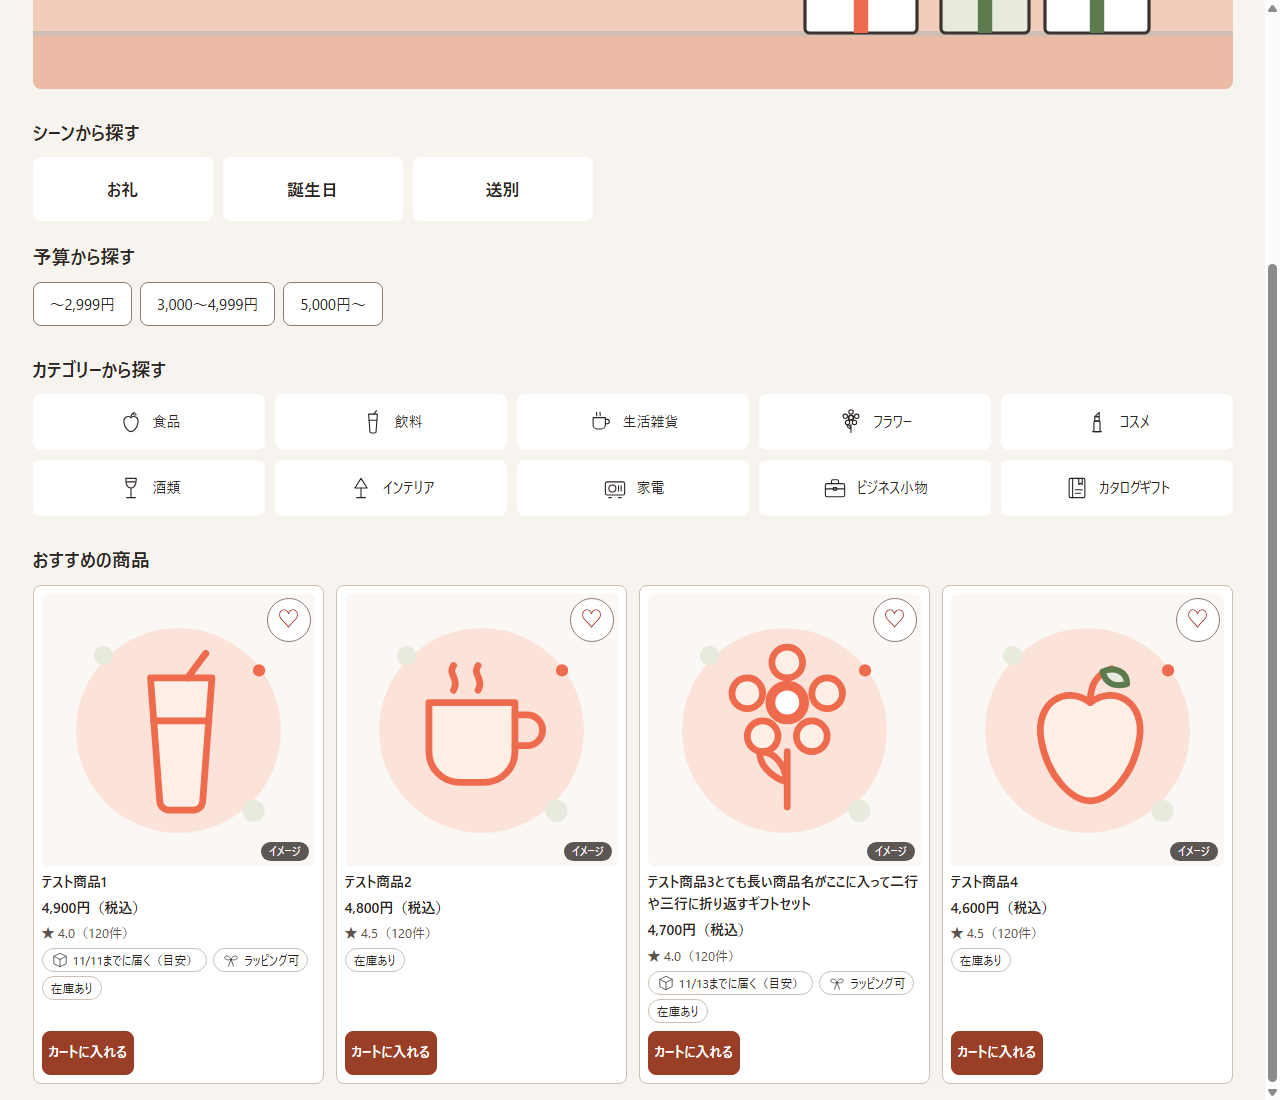 シーンから探す
お礼
誕生日
送別
予算から探す
～2,999円
3,000～4,999円
5,000円～
カテゴリーから探す
食品
飲料
生活雑貨
フラワー
コスメ
酒類
インテリア
家電
ビジネス小物
カタログギフト
おすすめの商品
イメージ
テスト商品1
4,900円（税込）
★ 4.0（120件）
11/11までに届く（目安）
ラッピング可
在庫あり
カートに入れる
イメージ
テスト商品2
4,800円（税込）
★ 4.5（120件）
在庫あり
カートに入れる
イメージ
テスト商品3とても長い商品名がここに入って二行
や三行に折り返すギフトセット
4,700円（税込）
★ 4.0（120件）
11/13までに届く（目安）
ラッピング可
在庫あり
カートに入れる
イメージ
テスト商品4
4,600円（税込）
★ 4.5（120件）
在庫あり
カートに入れる